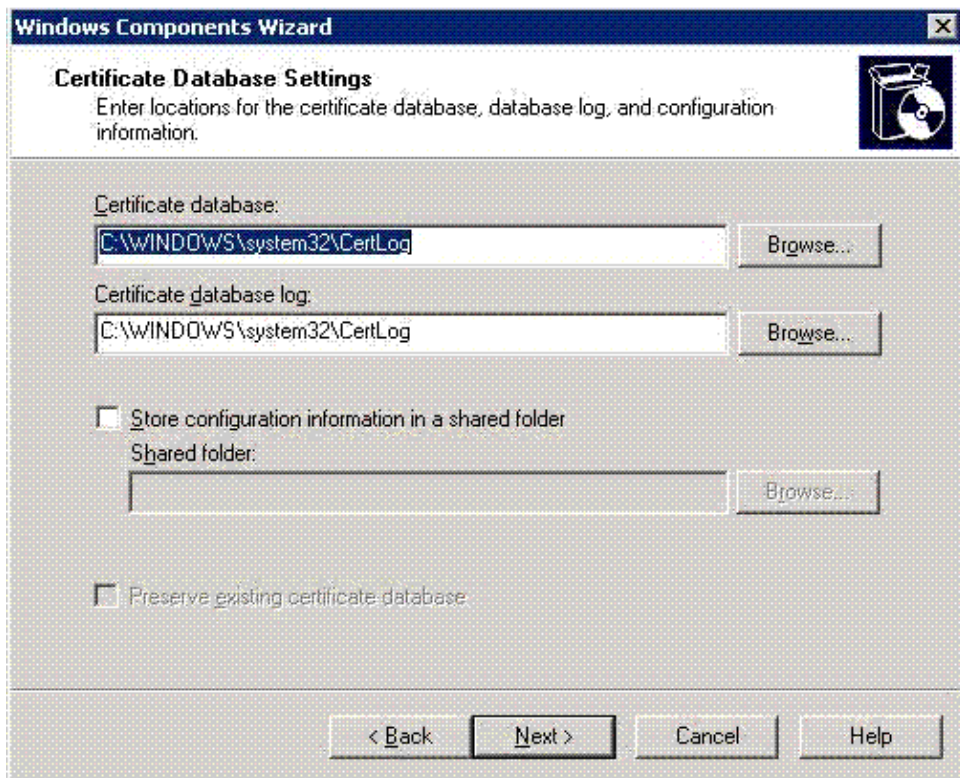 Windows Components Wizard
Certificate Database Settings
Enter locations for the certificate database, database log, and configuration
information.
Certificate database:
C:\WINDOWS\system32\CertLog
Browse...
Certificate database log:
C:\WINDOWS\system32\CertLog
Browse...
Store configuration information in a shared folder
Shared folder:
Browse...
Preserve existing certificate database
< Back
Next >
Cancel
Help